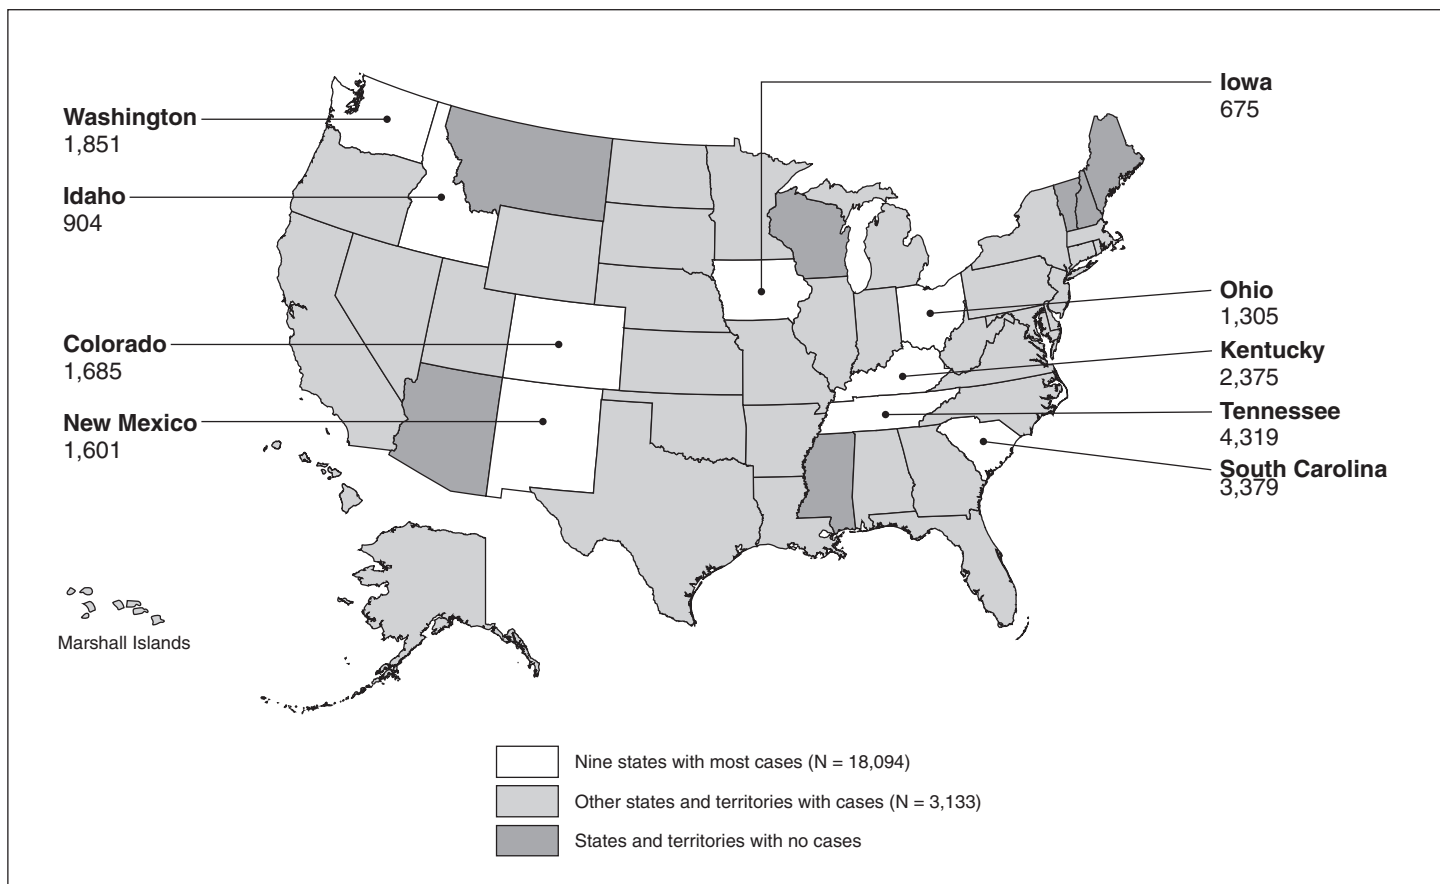 Washington
1,851
Idaho
904
Colorado
1,685
New Mexico
1,601
Iowa
675
Ohio
1,305
Kentucky
2,375
Tennessee
4,319
South Carolina
3,379
Marshall Islands
Nine states with most cases (N = 18,094)
Other states and territories with cases (N = 3,133)
States and territories with no cases